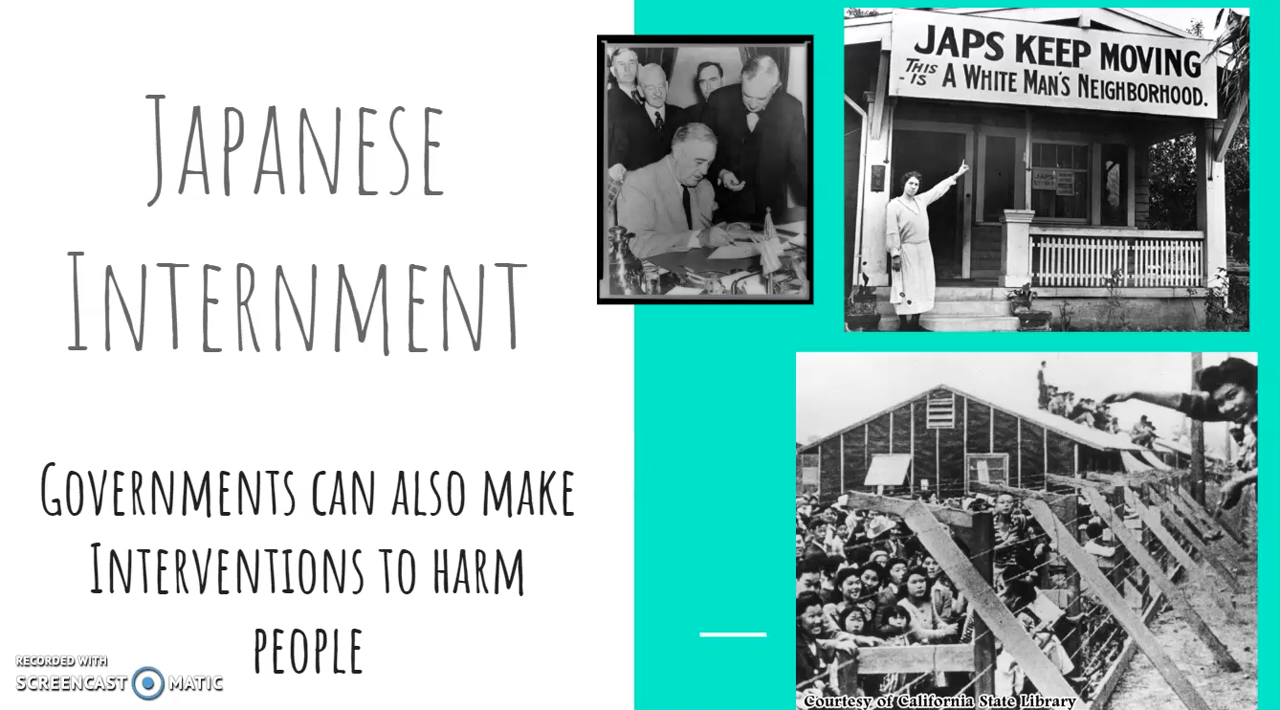 Japanese
Internment
Governments can also make
Interventions to harm
people
RECORDED WITH
SCREENCAST MATIC
JAPS KEEP MOVING
THIS IS A WHITE MAN'S NEIGHBORHOOD.
Courtesy of California State Library